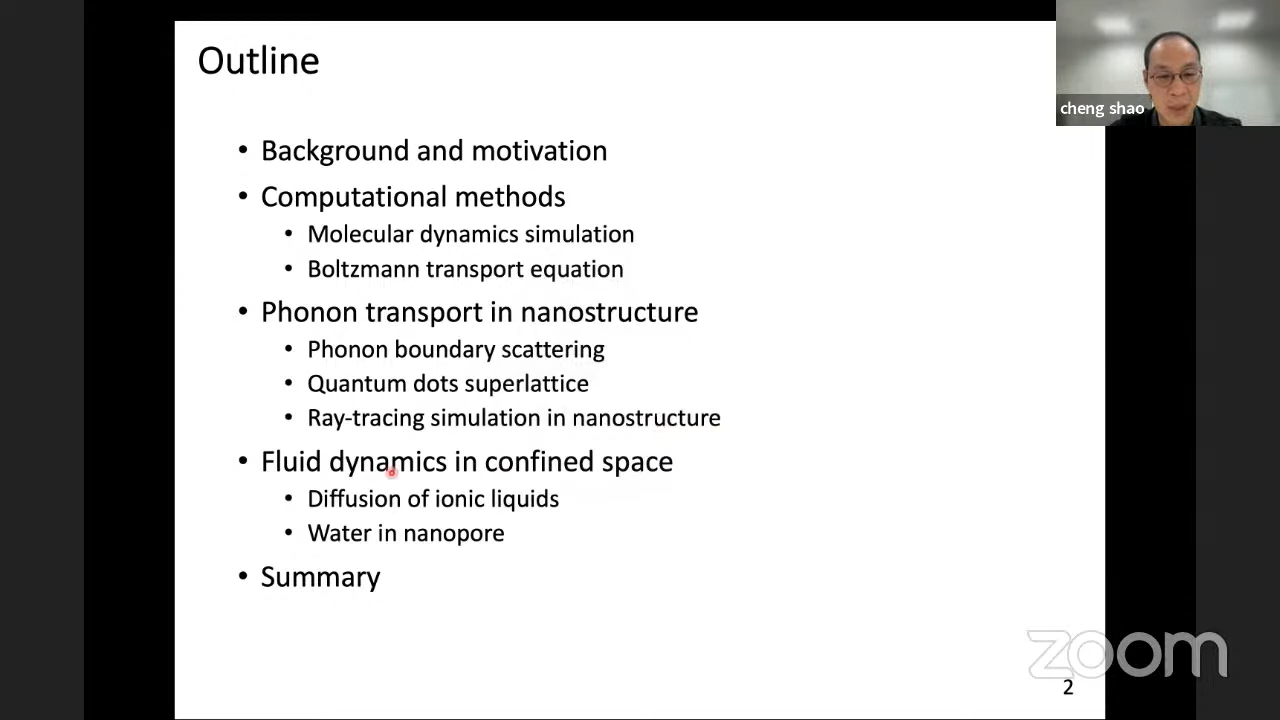 Outline
cheng shao
• Background and motivation
• Computational methods
• Molecular dynamics simulation
• Boltzmann transport equation
• Phonon transport in nanostructure
• Phonon boundary scattering
• Quantum dots superlattice
• Ray-tracing simulation in nanostructure
• Fluid dynamics in confined space
• Diffusion of ionic liquids
• Water in nanopore
• Summary
zoom
2